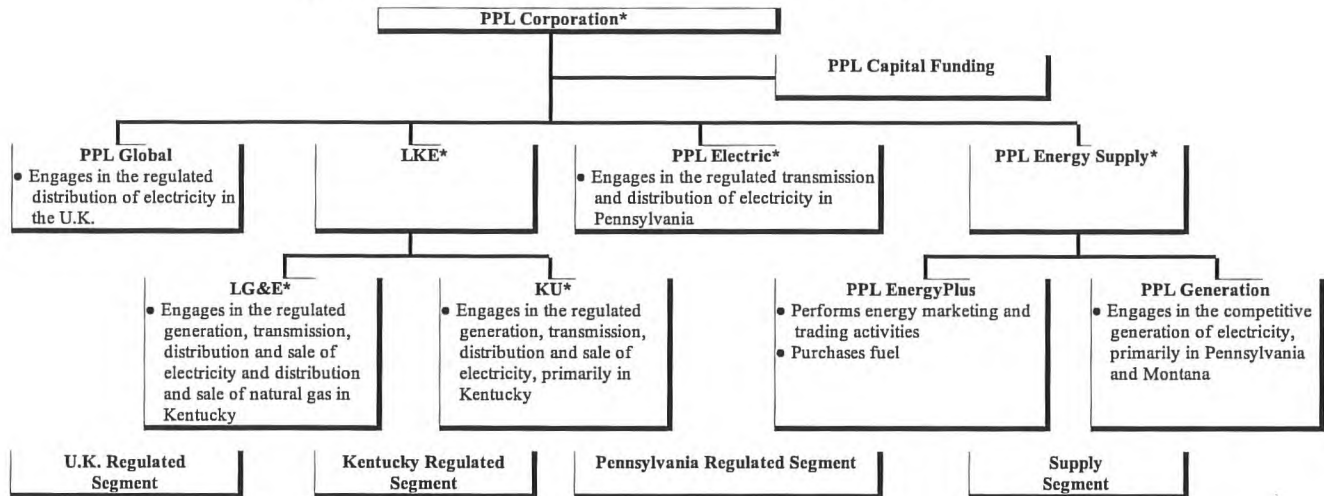 PPL Corporation*
PPL Capital Funding
PPL Global
• Engages in the regulated
distribution of electricity in
the U.K.
LKE*
PPL Electric*
• Engages in the regulated transmission
and distribution of electricity in
Pennsylvania
PPL Energy Supply*
LG&E*
• Engages in the regulated
generation, transmission,
distribution and sale of
electricity and distribution
and sale of natural gas in
Kentucky
KU*
• Engages in the regulated
generation, transmission,
distribution and sale of
electricity, primarily in
Kentucky
PPL EnergyPlus
• Performs energy marketing and
trading activities
• Purchases fuel
PPL Generation
• Engages in the competitive
generation of electricity,
primarily in Pennsylvania
and Montana
U.K. Regulated
Segment
Kentucky Regulated
Segment
Pennsylvania Regulated Segment
Supply
Segment